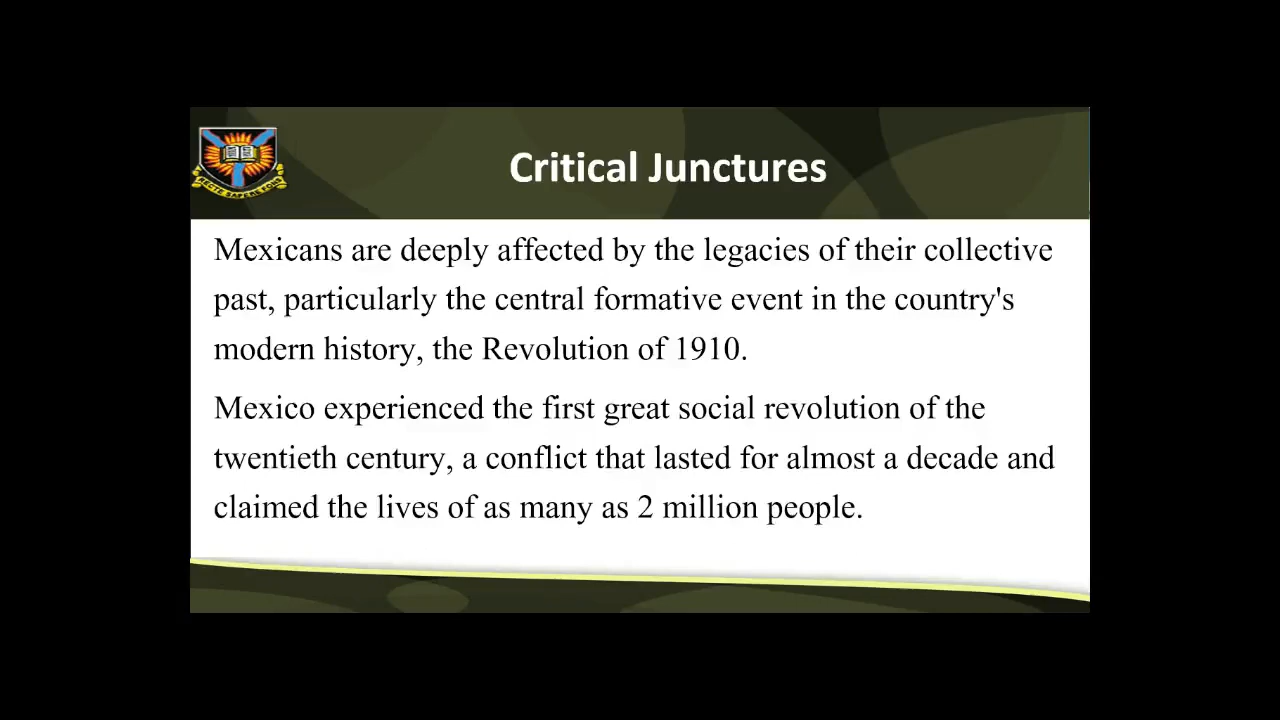 Critical Junctures
Mexicans are deeply affected by the legacies of their collective
past, particularly the central formative event in the country's
modern history, the Revolution of 1910.
Mexico experienced the first great social revolution of the
twentieth century, a conflict that lasted for almost a decade and
claimed the lives of as many as 2 million people.